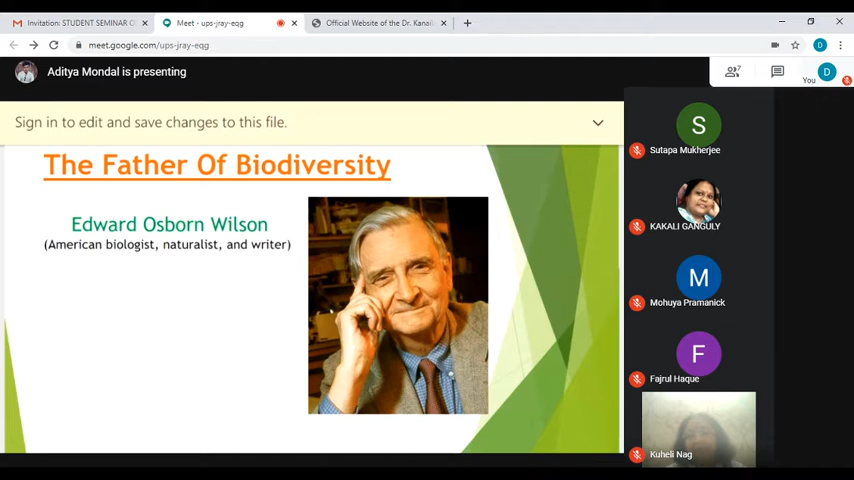 Invitation: STUDENT SEMINAR O
Meet - ups-jray-eqg
Official Website of the Dr. Kanail
meet.google.com/ups-jray-eqg
D
Aditya Mondal is presenting
7
D
You
Sign in to edit and save changes to this file.
The Father Of Biodiversity
Edward Osborn Wilson
(American biologist, naturalist, and writer)
S
Sutapa Mukherjee
KAKALI GANGULY
M
Mohuya Pramanick
F
Fajrul Haque
Kuheli Nag